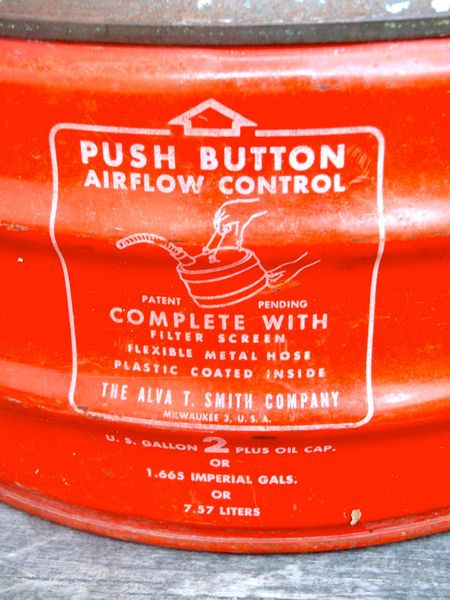 PUSH BUTTON
AIRFLOW CONTROL
PATENT PENDING
COMPLETE WITH
FILTER SCREEN
FLEXIBLE METAL HOSE
PLASTIC COATED INSIDE
THE ALVA T. SMITH COMPANY
MILWAUKEE 3, U.S.A.
U.S. GALLON 2 PLUS OIL CAP.
OR
1.665 IMPERIAL GALS.
OR
7.57 LITERS